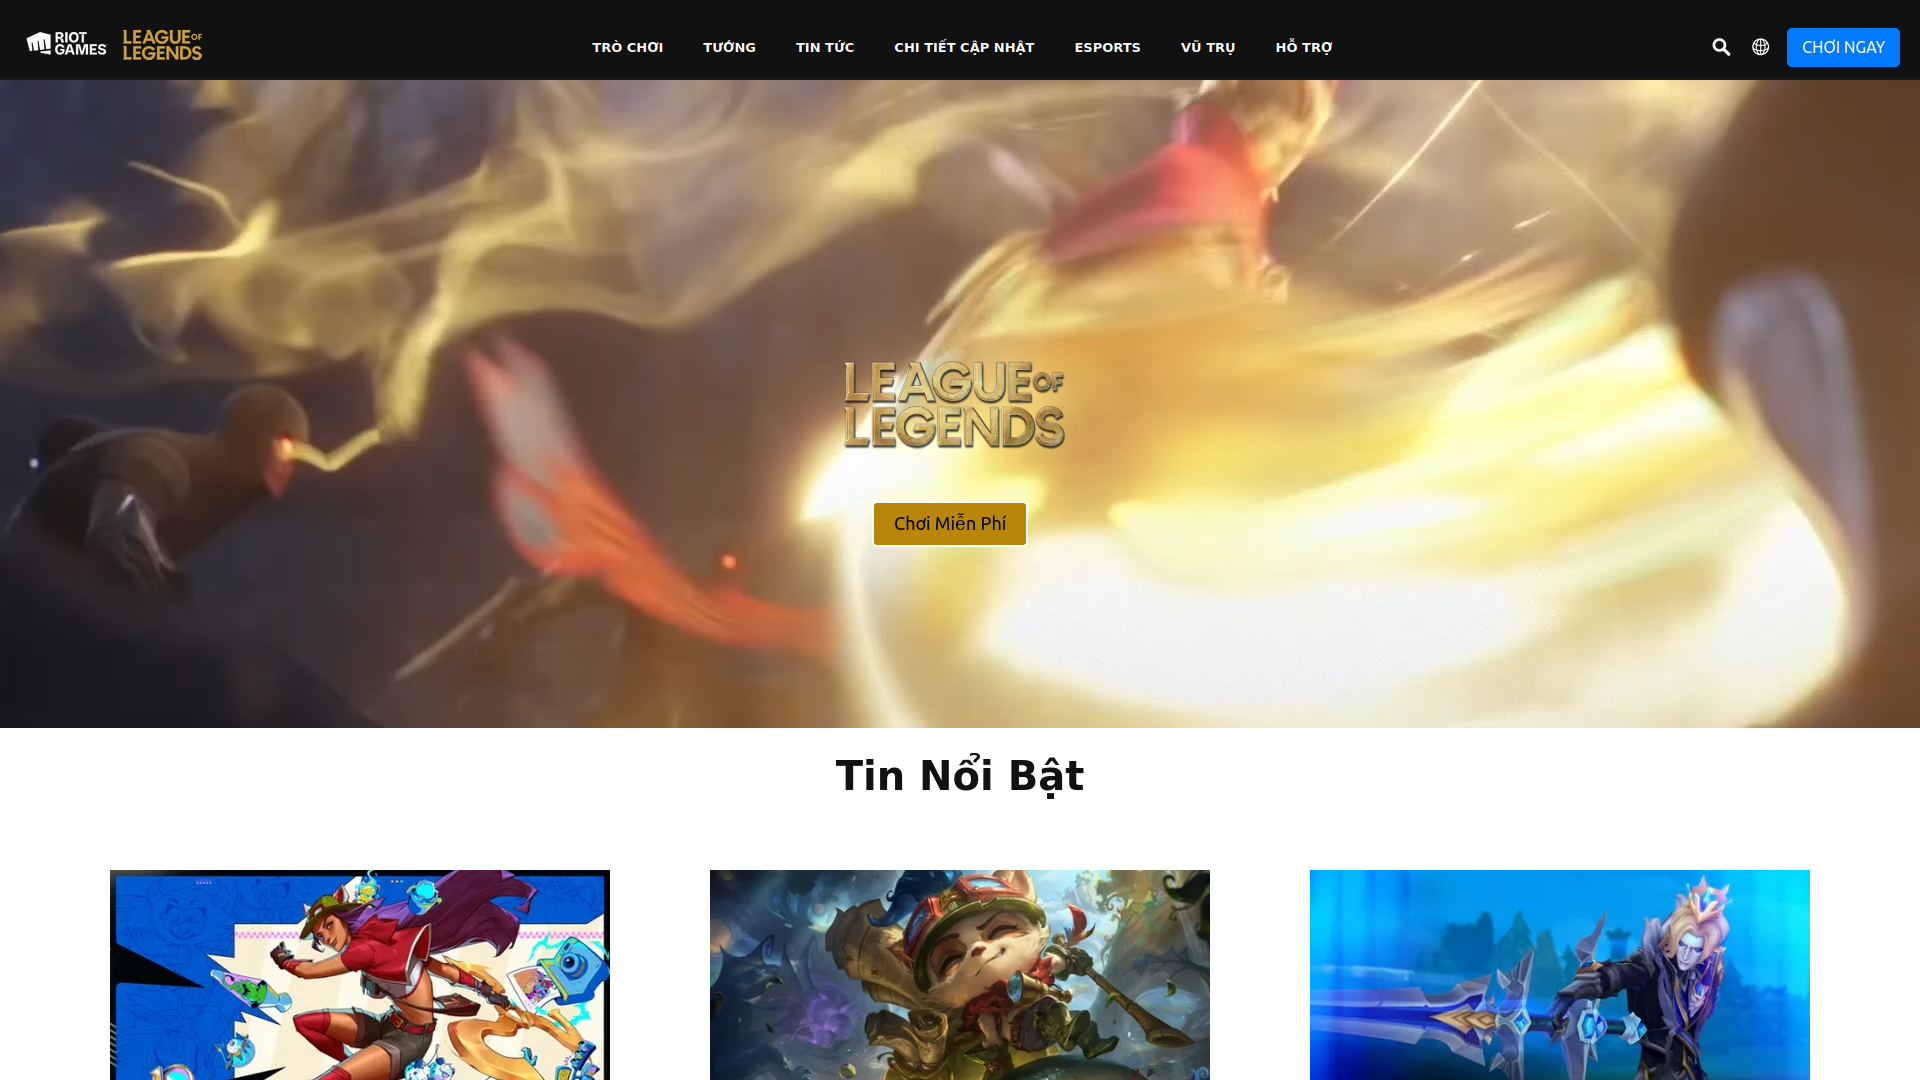 RIOT
GAMES
LEAGUE OF
LEGENDS
TRÒ CHƠI
TƯỚNG
TIN TỨC
CHI TIẾT CẬP NHẬT
ESPORTS
VŨ TRỤ
HỖ TRỢ
CHƠI NGAY
LEAGUE OF
LEGENDS
Chơi Miễn Phí
Tin Nổi Bật